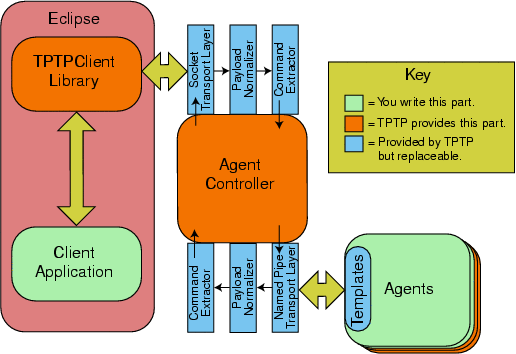 Eclipse
TPTPClient
Library
Client
Application
Socket
Transport Layer
Payload
Normalizer
Command
Extractor
Agent
Controller
Command
Extractor
Payload
Normalizer
Named Pipe
Transport Layer
Key
= You write this part.
= TPTP provides this part.
= Provided by TPTP
but replaceable.
Templates
Agents